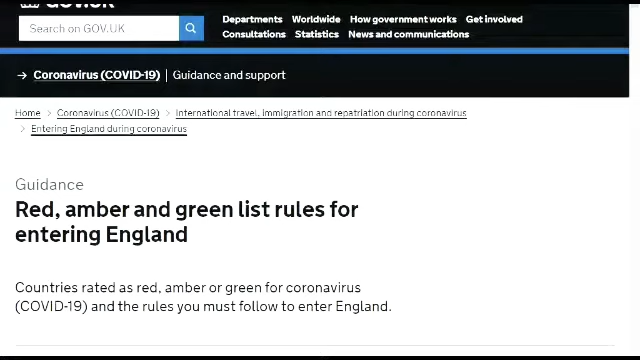 GOV.UK
Departments Worldwide How government works Get involved
Search on GOV.UK
Consultations Statistics News and communications
→ Coronavirus (COVID-19) | Guidance and support
Home > Coronavirus (COVID-19) > International travel, immigration and repatriation during coronavirus
> Entering England during coronavirus
Guidance
Red, amber and green list rules for
entering England
Countries rated as red, amber or green for coronavirus
(COVID-19) and the rules you must follow to enter England.